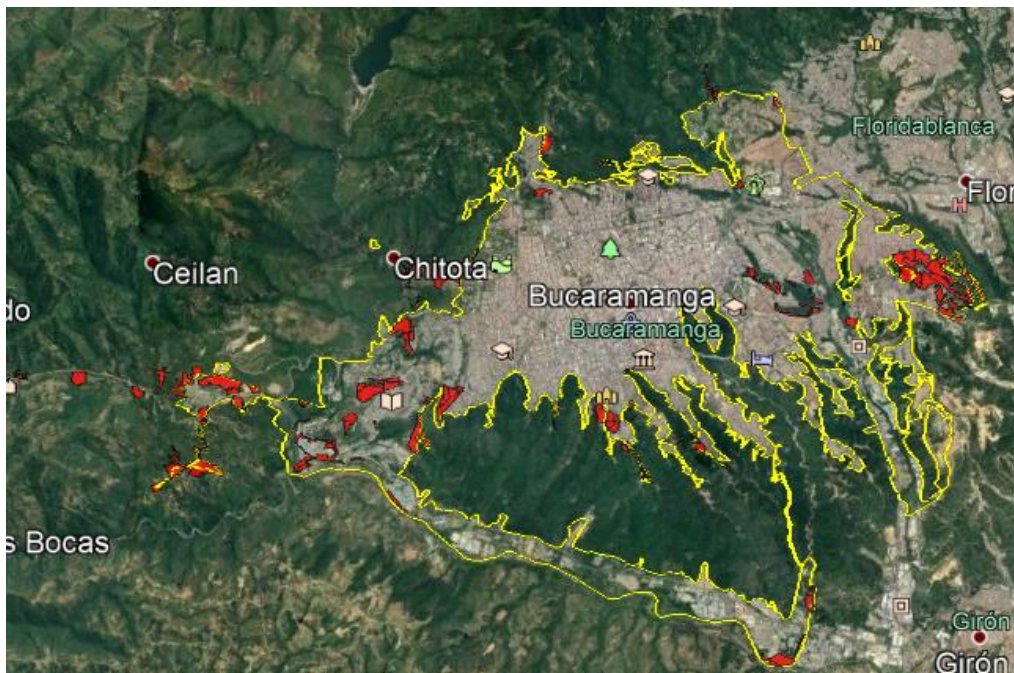 Floridablanca
Flor
H
Ceilan
Chitota
Bucaramanga
Bucaramanga
do
s Bocas
Girón
Girón